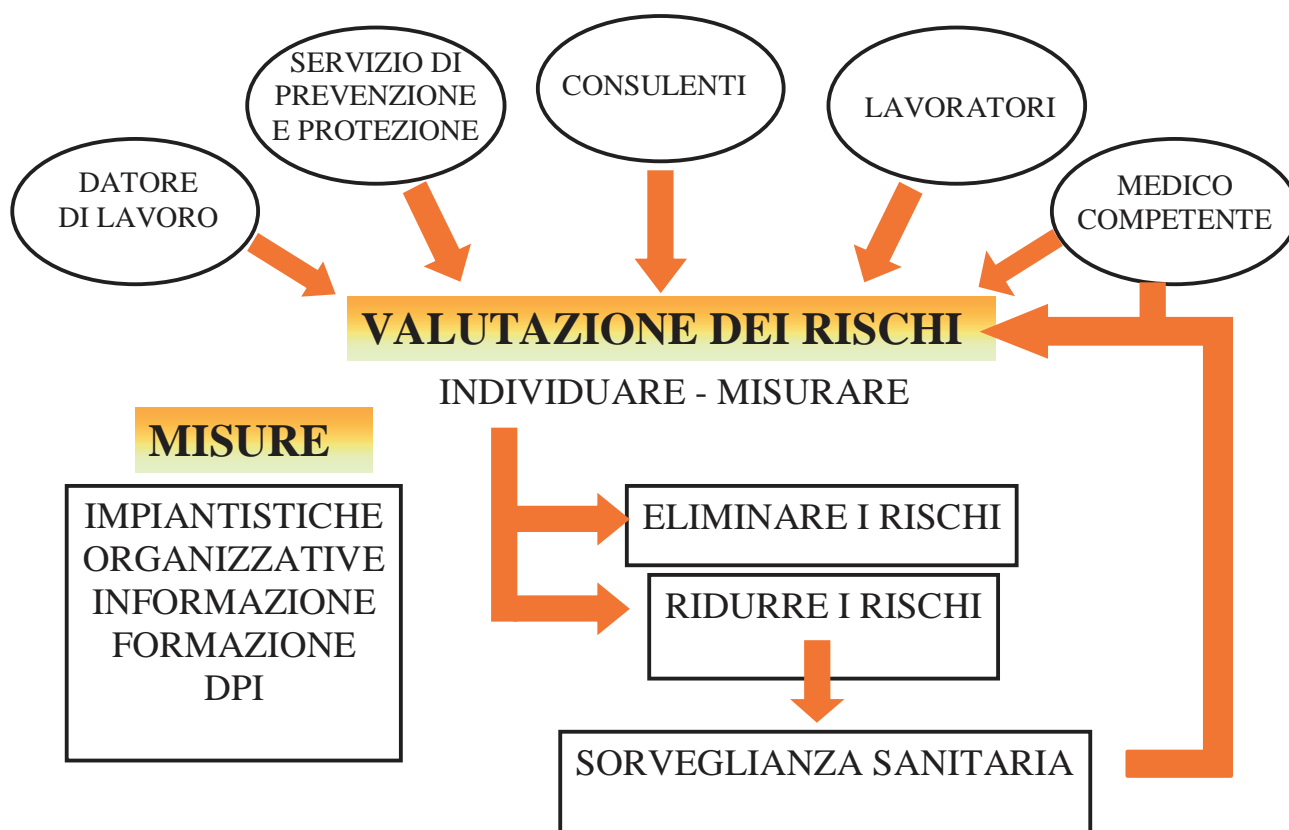 SERVIZIO DI
PREVENZIONE
E PROTEZIONE
CONSULENTI
LAVORATORI
DATORE
DI LAVORO
MEDICO
COMPETENTE
VALUTAZIONE DEI RISCHI
INDIVIDUARE - MISURARE
MISURE
IMPIANTISTICHE
ORGANIZZATIVE
INFORMAZIONE
FORMAZIONE
DPI
ELIMINARE I RISCHI
RIDURRE I RISCHI
SORVEGLIANZA SANITARIA